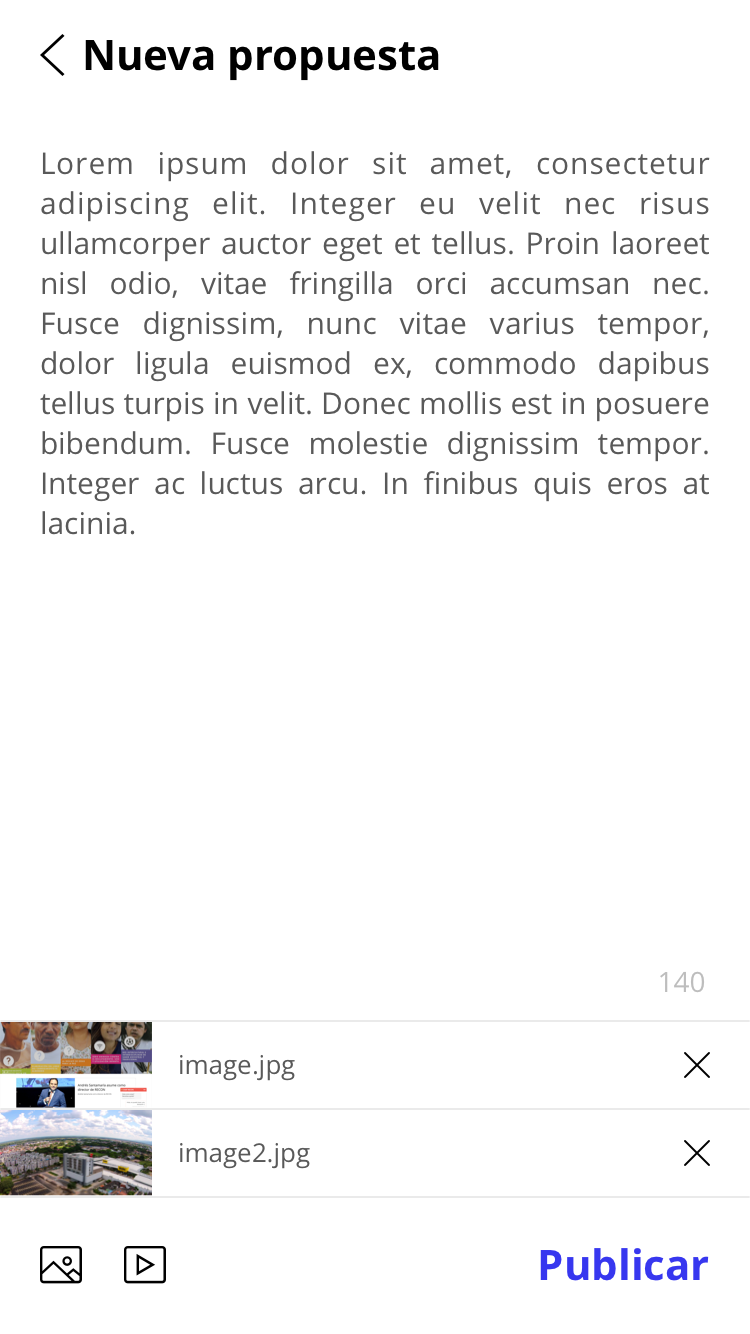 Nueva propuesta
Lorem ipsum dolor sit amet, consectetur
adipiscing elit. Integer eu velit nec risus
ullamcorper auctor eget et tellus. Proin laoreet
nisl odio, vitae fringilla orci accumsan nec.
Fusce dignissim, nunc vitae varius tempor,
dolor ligula euismod ex, commodo dapibus
tellus turpis in velit. Donec mollis est in posuere
bibendum. Fusce molestie dignissim tempor.
Integer ac luctus arcu. In finibus quis eros at
lacinia.
140
image.jpg
image2.jpg
Publicar